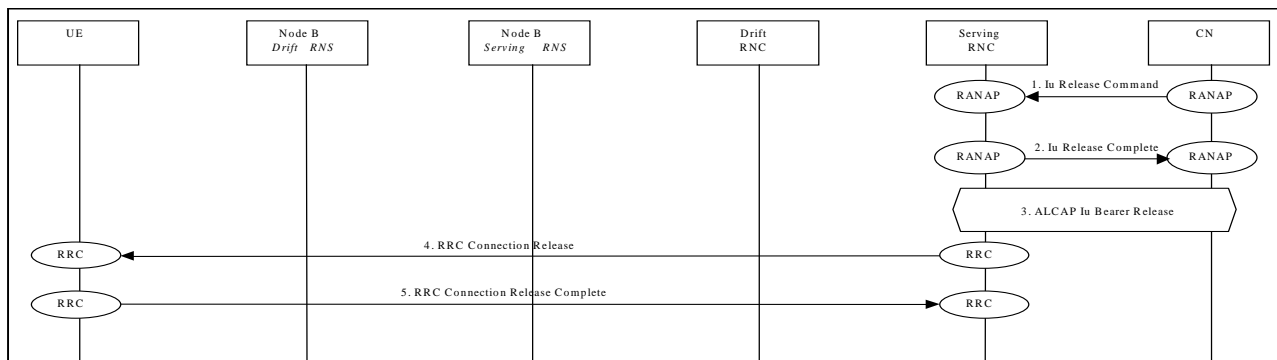 UE
Node B
Drift RNS
Node B
Serving RNS
Drift
RNC
Serving
RNC
CN
RANAP
1. Iu Release Command
RANAP
RANAP
2. Iu Release Complete
RANAP
3. ALCAP Iu Bearer Release
RRC
4. RRC Connection Release
RRC
RRC
5. RRC Connection Release Complete
RRC